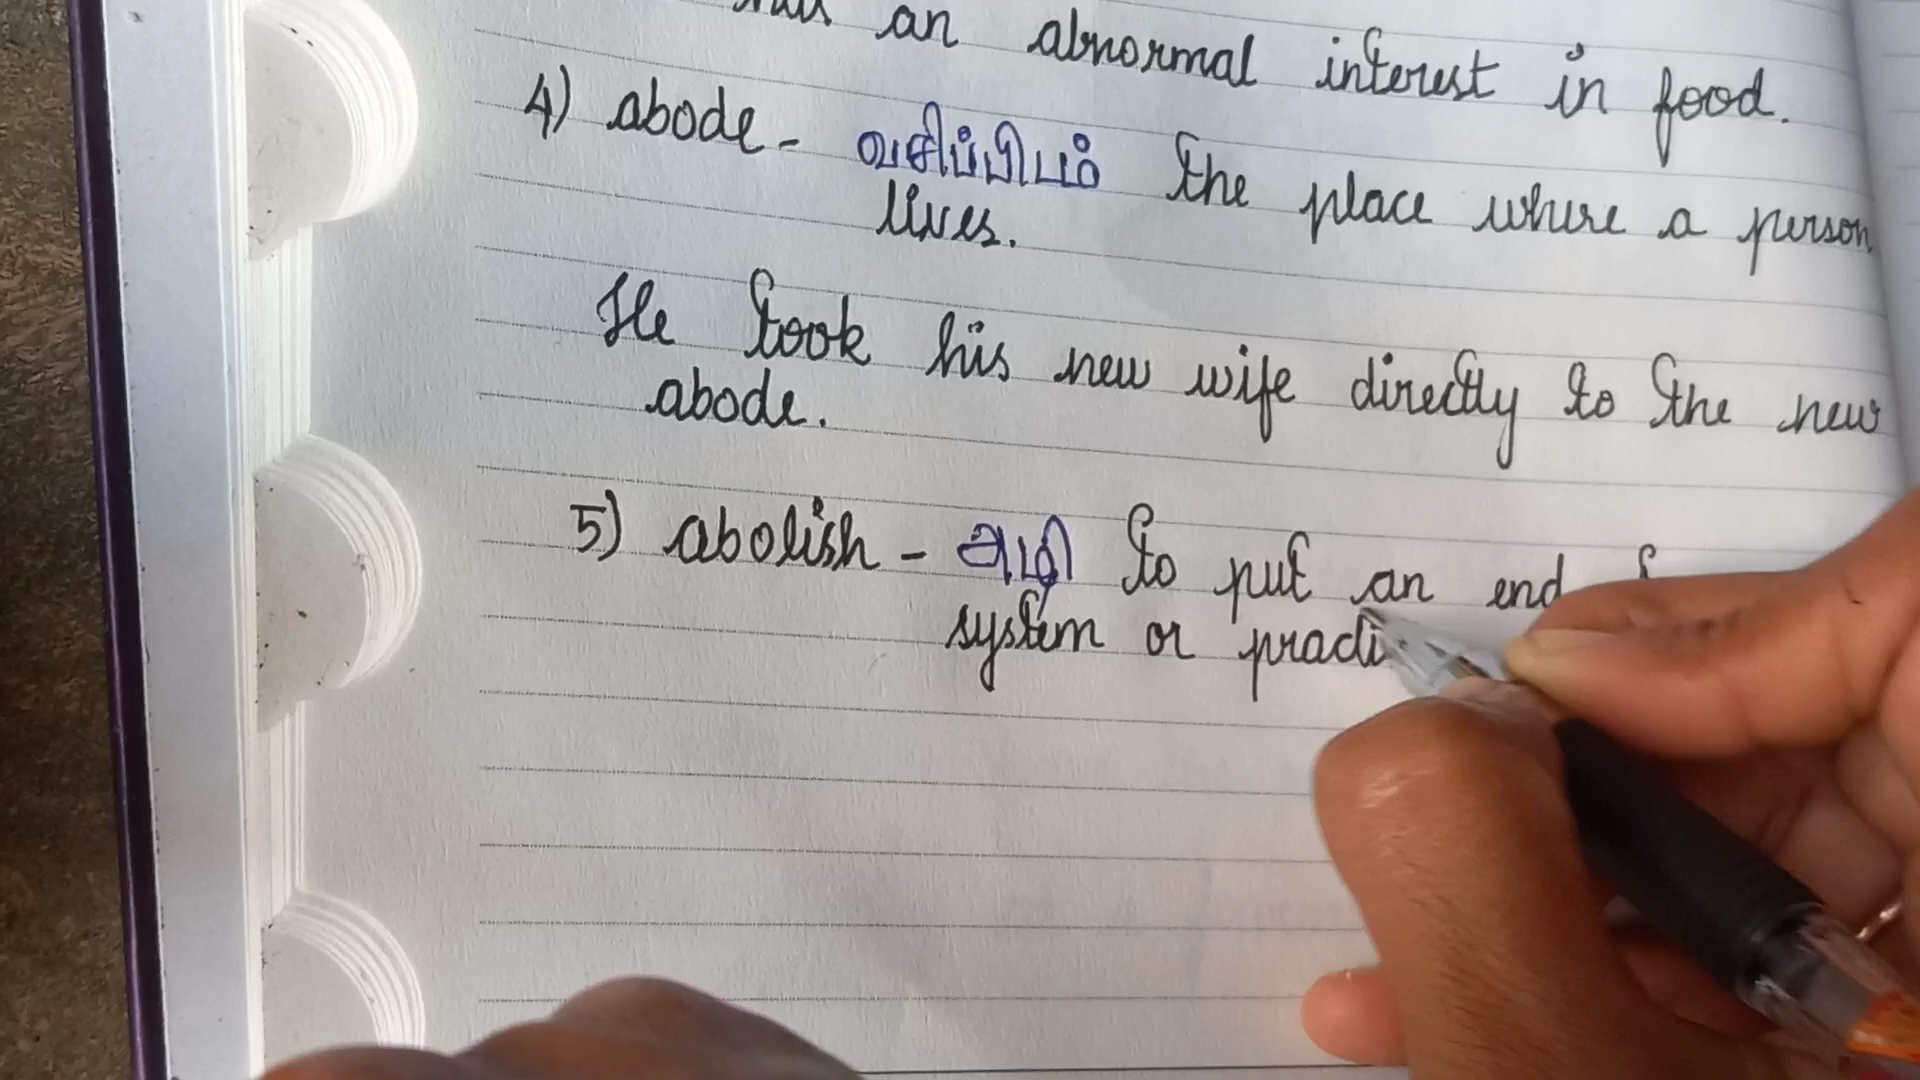 an abnormal interest in food.
4) abode - வசிப்பிடம் the place where a person
lives.
He took his new wife directly to the new
abode.
5) abolish - அழி to put an end
system or practi